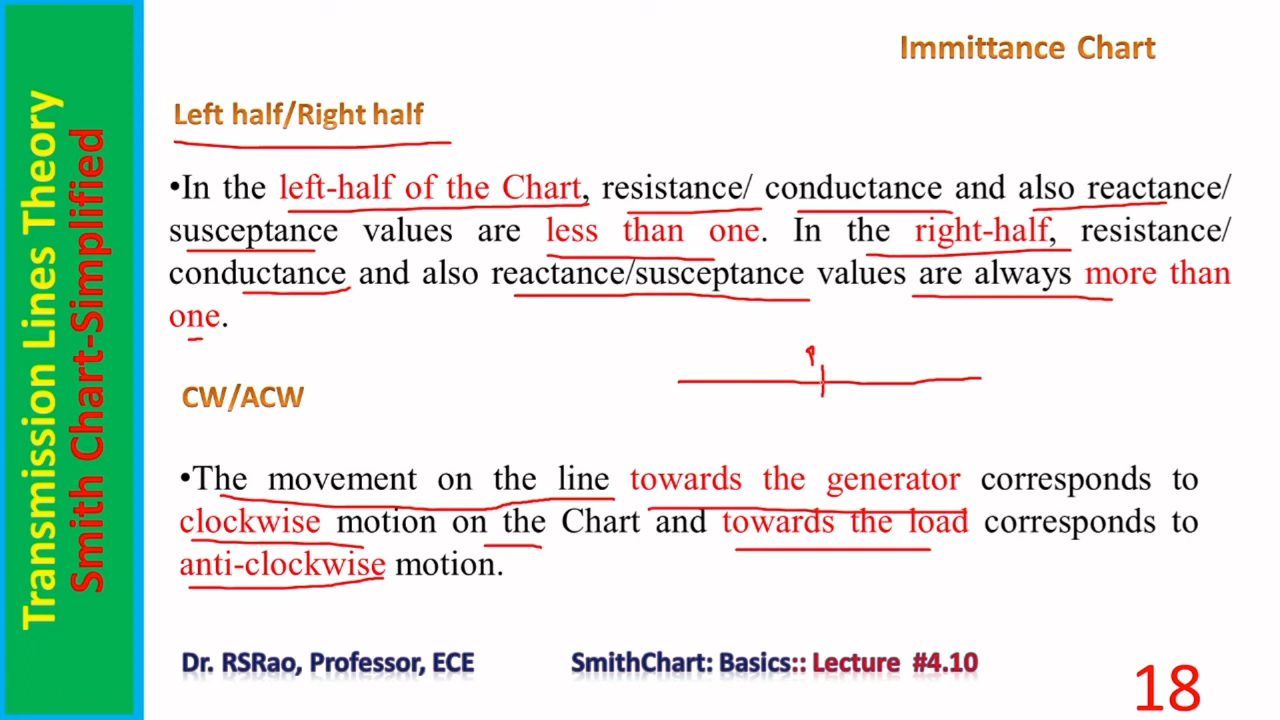 Transmission Lines Theory
Smith Chart-Simplified
Immittance Chart
Left half/Right half
•In the left-half of the Chart, resistance/ conductance and also reactance/
susceptance values are less than one. In the right-half, resistance/
conductance and also reactance/susceptance values are always more than
one.
CW/ACW
•The movement on the line towards the generator corresponds to
clockwise motion on the Chart and towards the load corresponds to
anti-clockwise motion.
Dr. RSRao, Professor, ECE
SmithChart: Basics:: Lecture #4.10
18